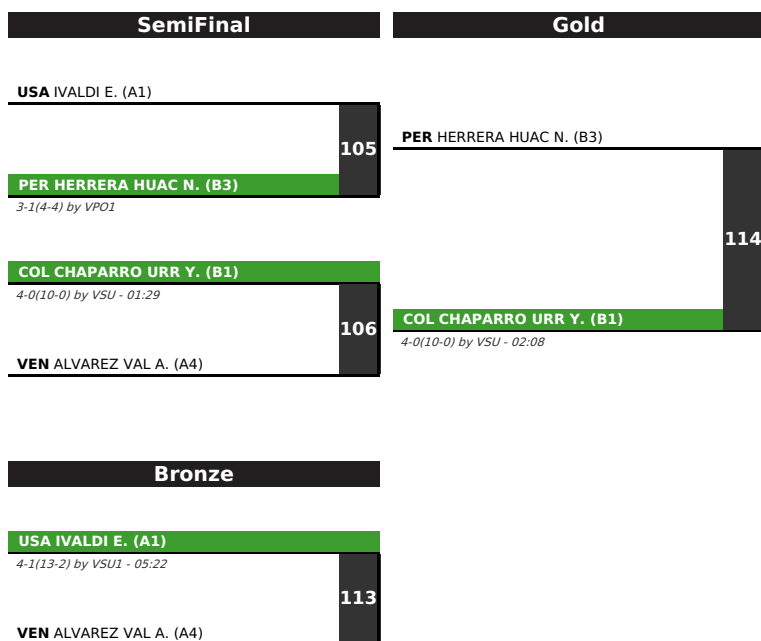 SemiFinal
USA IVALDI E. (A1)
105
PER HERRERA HUAC N. (B3)
3-1(4-4) by VPO1
COL CHAPARRO URR Y. (B1)
4-0(10-0) by VSU - 01:29
106
VEN ALVAREZ VAL A. (A4)
Gold
PER HERRERA HUAC N. (B3)
114
COL CHAPARRO URR Y. (B1)
4-0(10-0) by VSU - 02:08
Bronze
USA IVALDI E. (A1)
4-1(13-2) by VSU1 - 05:22
113
VEN ALVAREZ VAL A. (A4)